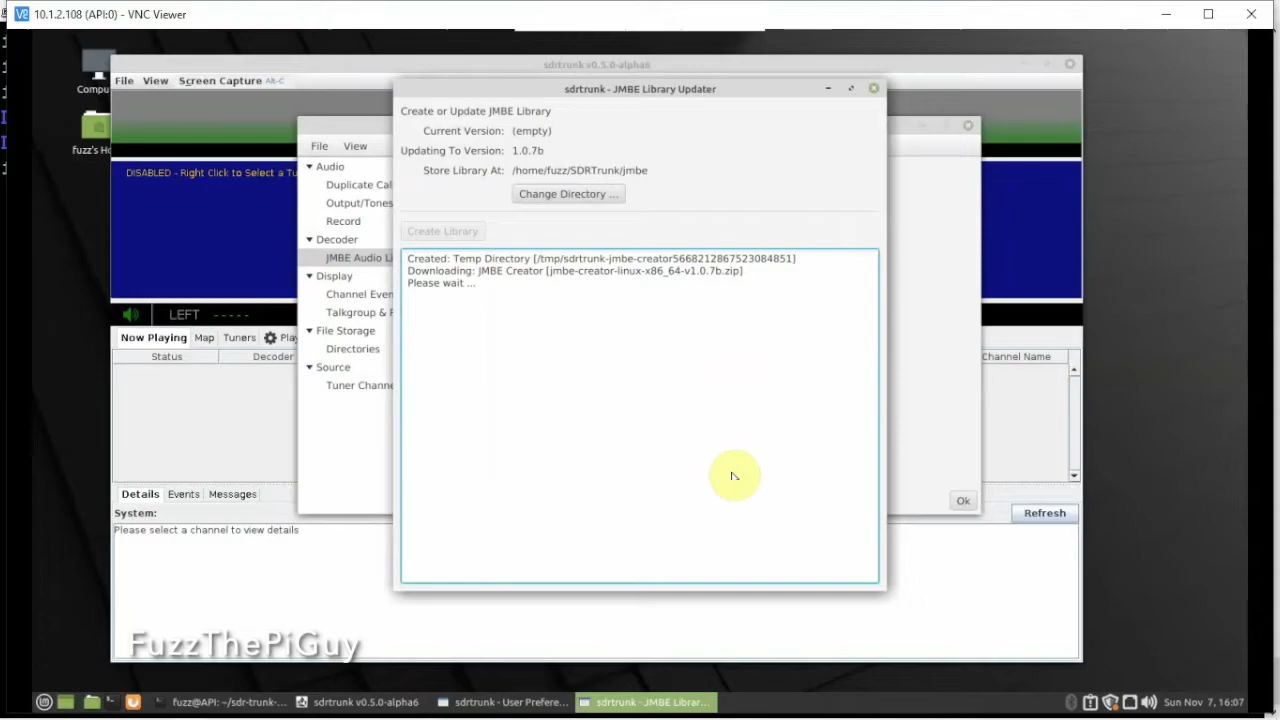 10.1.2.108 (API:0) - VNC Viewer
sdrtrunk v0.5.0-alpha6
File View Screen Capture Alt-C
Compu
fuzz's Ho
sdrtrunk - JMBE Library Updater
Create or Update JMBE Library
Current Version: (empty)
Updating To Version: 1.0.7b
Store Library At: /home/fuzz/SDRTrunk/jmbe
Change Directory ...
Create Library
Created: Temp Directory [/tmp/sdrtrunk-jmbe-creator5668212867523084851]
Downloading: JMBE Creator [jmbe-creator-linux-x86_64-v1.0.7b.zip]
Please wait ...
File View
Audio
Duplicate Cal
Output/Tones
Record
Decoder
JMBE Audio Li
Display
Channel Even
Talkgroup & R
File Storage
Directories
Source
Tuner Channe
Ok
DISABLED - Right Click to Select a Tu
LEFT -----
Now Playing Map Tuners Play
Status Decoder Channel Name
Details Events Messages
System: Refresh
Please select a channel to view details
FuzzThePiGuy
fuzz@API: ~/sdr-trunk-... sdrtrunk v0.5.0-alpha6 sdrtrunk - User Prefere... sdrtrunk - JMBE Librar... Sun Nov 7, 16:07